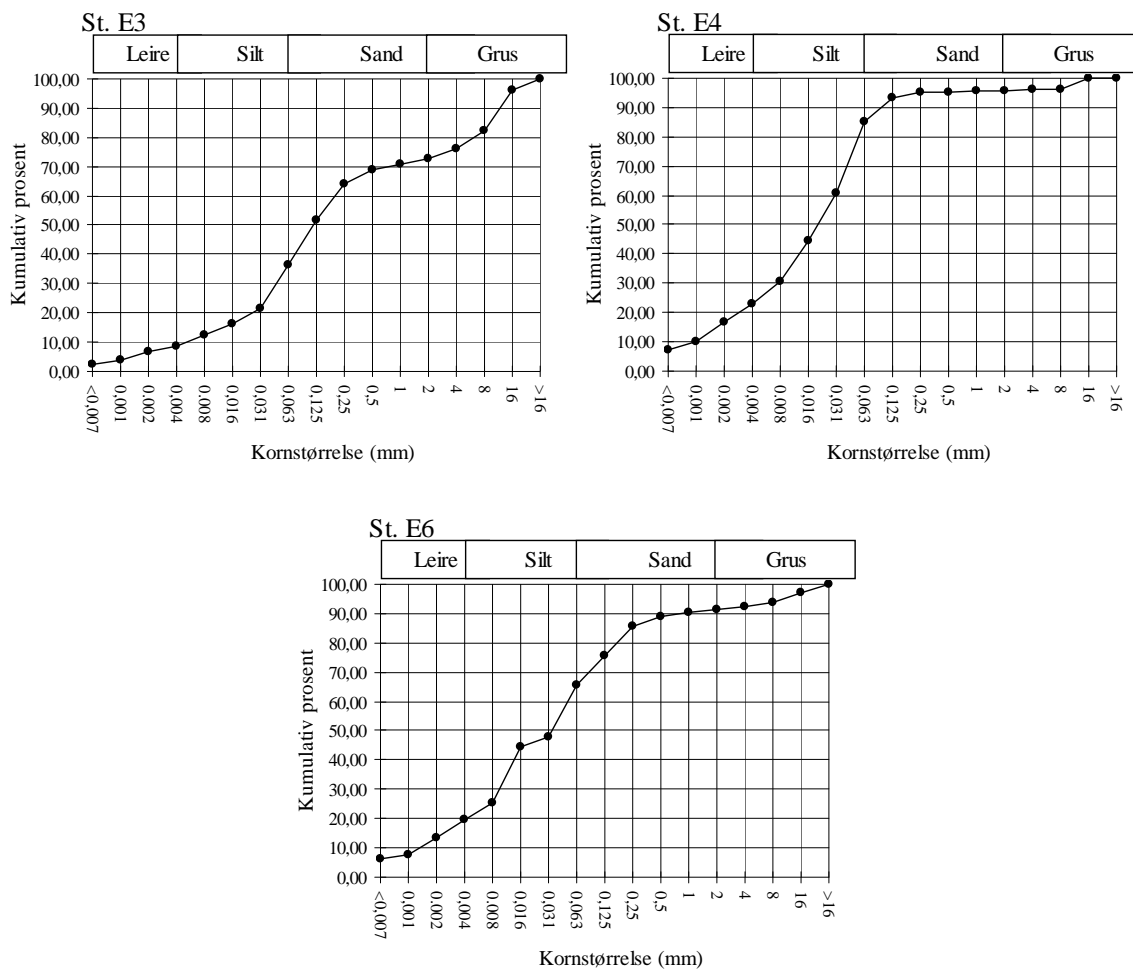 St. E3
Leire Silt Sand Grus
100,00
90,00
80,00
70,00
60,00
50,00
40,00
30,00
20,00
10,00
0,00
Kumulativ prosent
<0,007 0,001 0,002 0,004 0,008 0,016 0,031 0,063 0,125 0,25 0,5 1 2 4 8 16 >16
Kornstørrelse (mm)
St. E4
Leire Silt Sand Grus
100,00
90,00
80,00
70,00
60,00
50,00
40,00
30,00
20,00
10,00
0,00
Kumulativ prosent
<0,007 0,001 0,002 0,004 0,008 0,016 0,031 0,063 0,125 0,25 0,5 1 2 4 8 16 >16
Kornstørrelse (mm)
St. E6
Leire Silt Sand Grus
100,00
90,00
80,00
70,00
60,00
50,00
40,00
30,00
20,00
10,00
0,00
Kumulativ prosent
<0,007 0,001 0,002 0,004 0,008 0,016 0,031 0,063 0,125 0,25 0,5 1 2 4 8 16 >16
Kornstørrelse (mm)